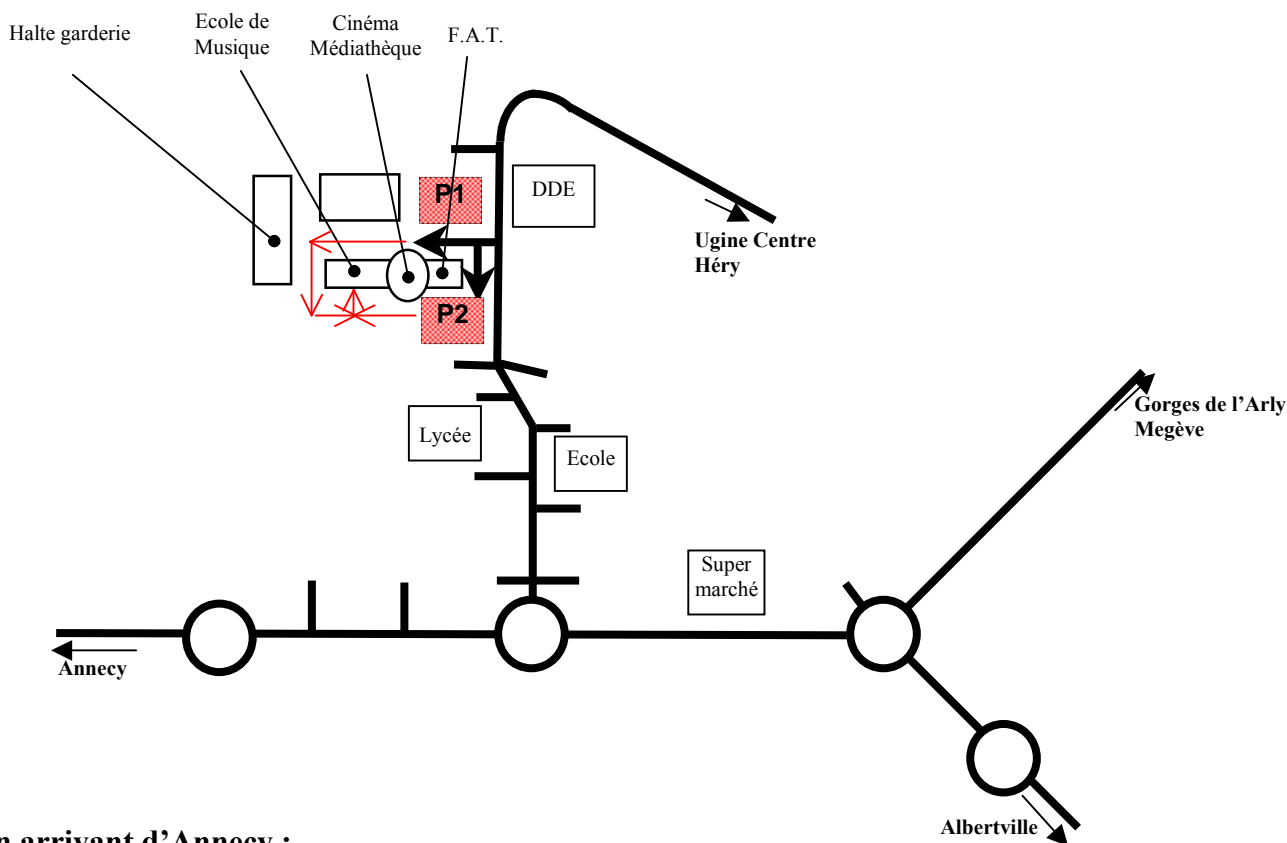 Halte garderie
Ecole de
Musique
Cinéma
Médiathèque
F.A.T.
P1
DDE
Ugine Centre
Héry
P2
Gorges de l'Arly
Megève
Lycée
Ecole
Super
marché
Annecy
Albertville
n arrivant d'Annecy :